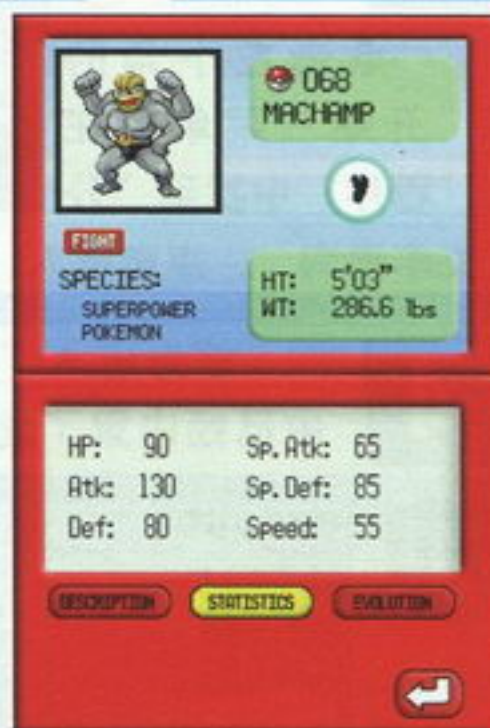 068
MACHAMP
FIGHT
SPECIES:
SUPERPOWER
POKEMON
HT: 5'03"
WT: 286.6 lbs
HP: 90 Sp.Atk: 65
Atk: 130 Sp.Def: 85
Def: 80 Speed: 55
DESCRIPTION STATISTICS EVOLUTION